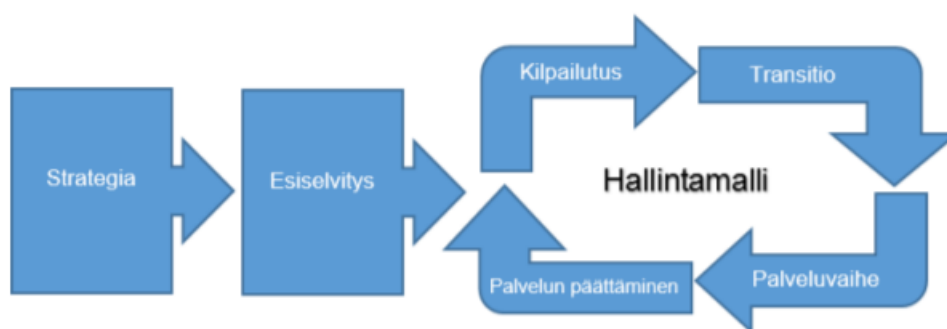 Strategia
Esiselvitys
Kilpailutus
Transitio
Hallintamalli
Palveluvaihe
Palvelun päättäminen